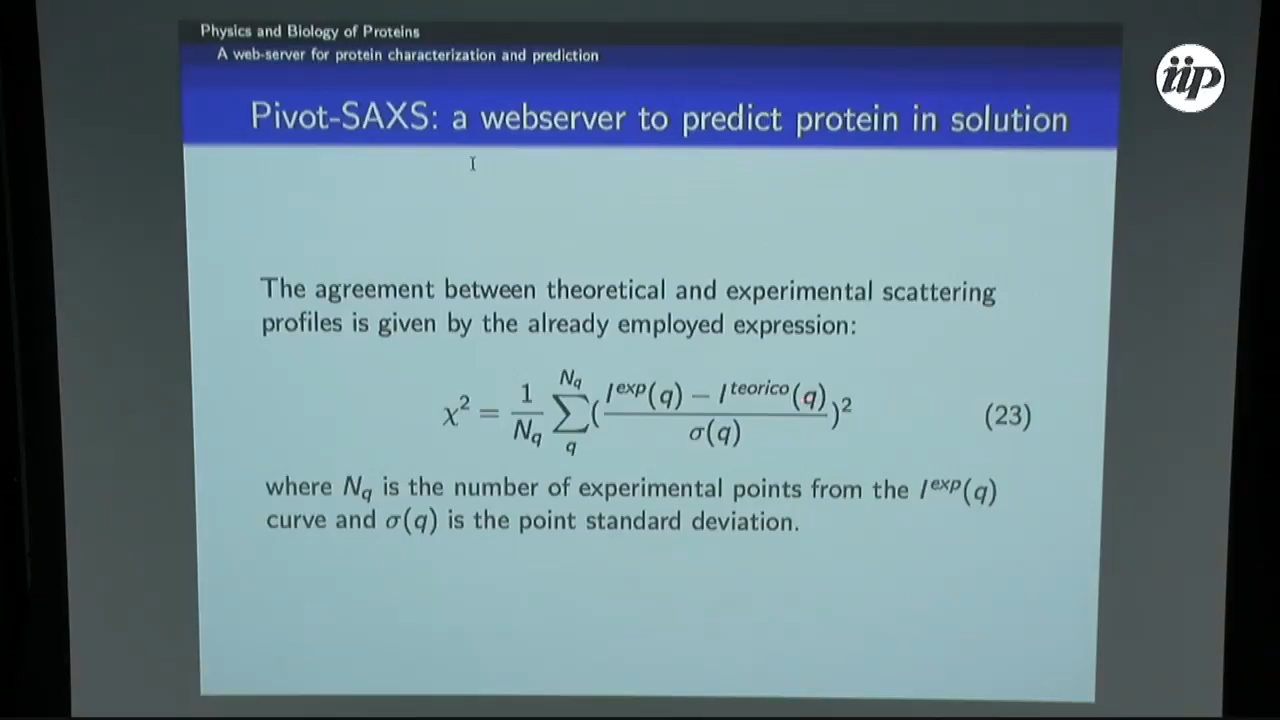 Physics and Biology of Proteins
A web-server for protein characterization and prediction
iip
Pivot-SAXS: a webserver to predict protein in solution
The agreement between theoretical and experimental scattering
profiles is given by the already employed expression:
χ² = 1/N_q ∑_q^{N_q} ( (I^{exp}(q) − I^{teorico}(q)) / σ(q) )² (23)
where N_q is the number of experimental points from the I^{exp}(q)
curve and σ(q) is the point standard deviation.